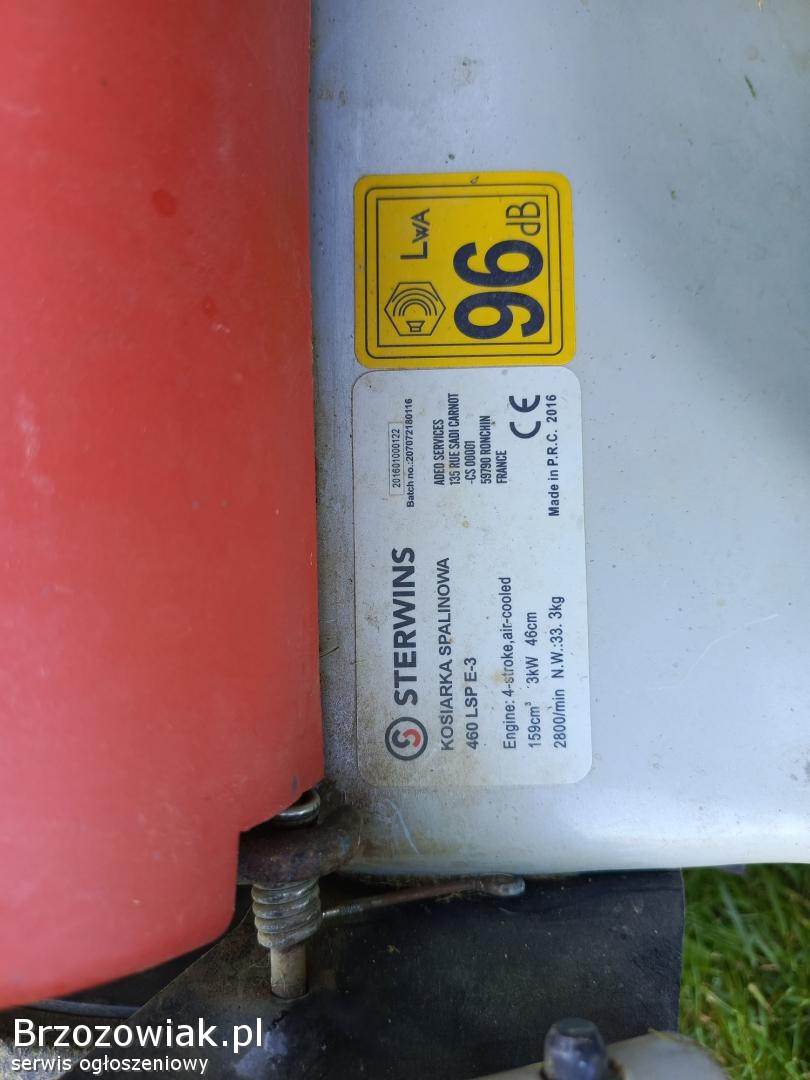 LWA
96 dB
201601000122
Batch no.:207072180116
STERWINS
KOSIARKA SPALINOWA
460 LSP E-3
ADEO SERVICES
135 RUE SADI CARNOT
-CS 00001
59790 RONCHIN
FRANCE
CE
Engine: 4-stroke,air-cooled
159cm³ 3kW 46cm
2800/min N.W.:33. 3kg
Made in P.R.C. 2016
Brzozowiak.pl
serwis ogłoszeniowy